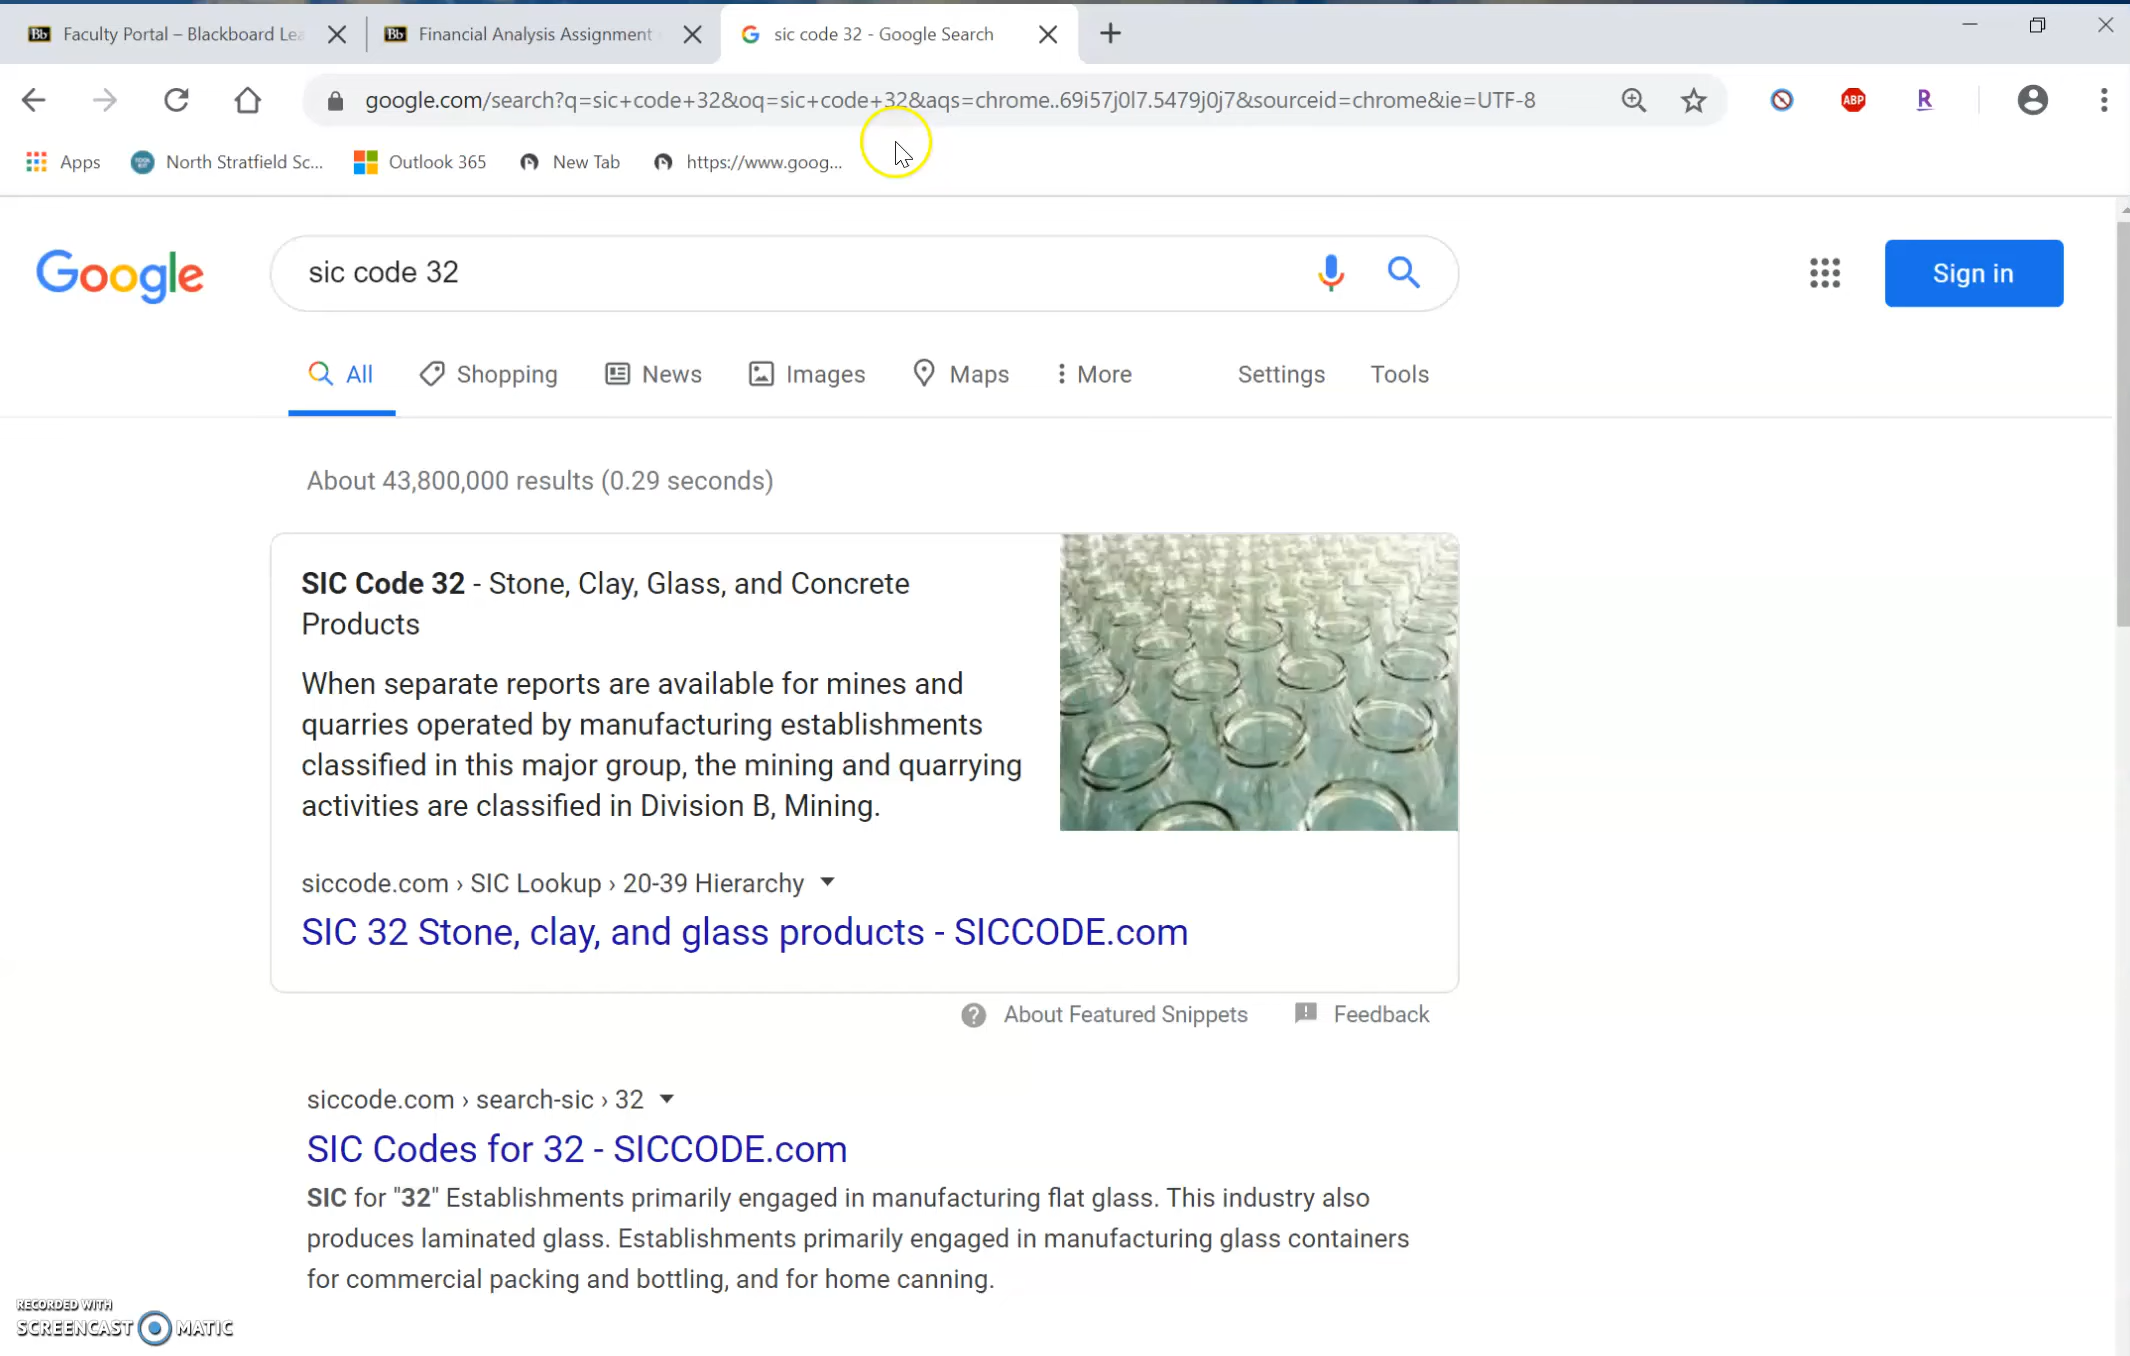 Faculty Portal – Blackboard Lea
Financial Analysis Assignment
sic code 32 - Google Search
google.com/search?q=sic+code+32&oq=sic+code+32&aqs=chrome..69i57j0l7.5479j0j7&sourceid=chrome&ie=UTF-8
ABP
R
Apps
North Stratfield Sc...
Outlook 365
New Tab
https://www.goog...
Google
sic code 32
Sign in
All
Shopping
News
Images
Maps
More
Settings
Tools
About 43,800,000 results (0.29 seconds)
SIC Code 32 - Stone, Clay, Glass, and Concrete
Products
When separate reports are available for mines and
quarries operated by manufacturing establishments
classified in this major group, the mining and quarrying
activities are classified in Division B, Mining.
siccode.com › SIC Lookup › 20-39 Hierarchy
SIC 32 Stone, clay, and glass products - SICCODE.com
About Featured Snippets
Feedback
siccode.com › search-sic › 32
SIC Codes for 32 - SICCODE.com
SIC for "32" Establishments primarily engaged in manufacturing flat glass. This industry also
produces laminated glass. Establishments primarily engaged in manufacturing glass containers
for commercial packing and bottling, and for home canning.
RECORDED WITH
SCREENCAST MATIC